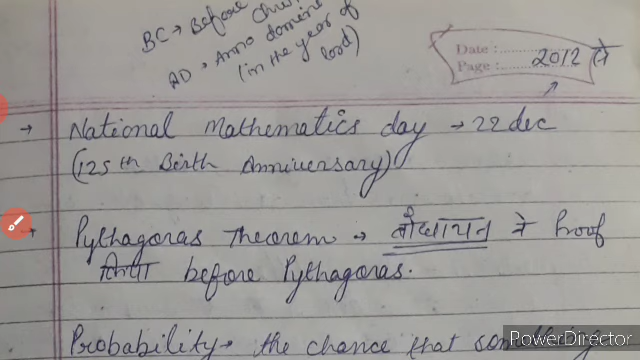 BC → Before
AD → Anno domini
(in the year of
lord)
Date :
Page : 2012 से
→ National Mathematics day → 22 dec
(125th Birth Anniversary)
→ Pythagoras Theorem → बौधायन ने Proof
किया before Pythagoras.
Probability → the chance that
PowerDirector